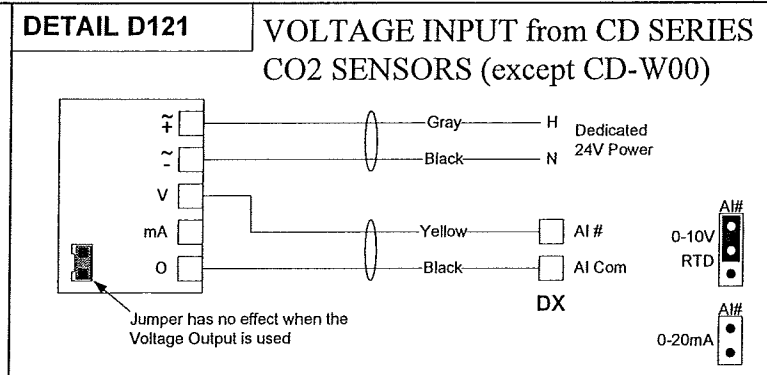 DETAIL D121
VOLTAGE INPUT from CD SERIES
CO2 SENSORS (except CD-W00)
~
+
Gray
H
Dedicated
24V Power
~
-
Black
N
V
mA
Yellow
AI #
O
Black
AI Com
DX
Jumper has no effect when the
Voltage Output is used
AI#
0-10V
RTD
AI#
0-20mA